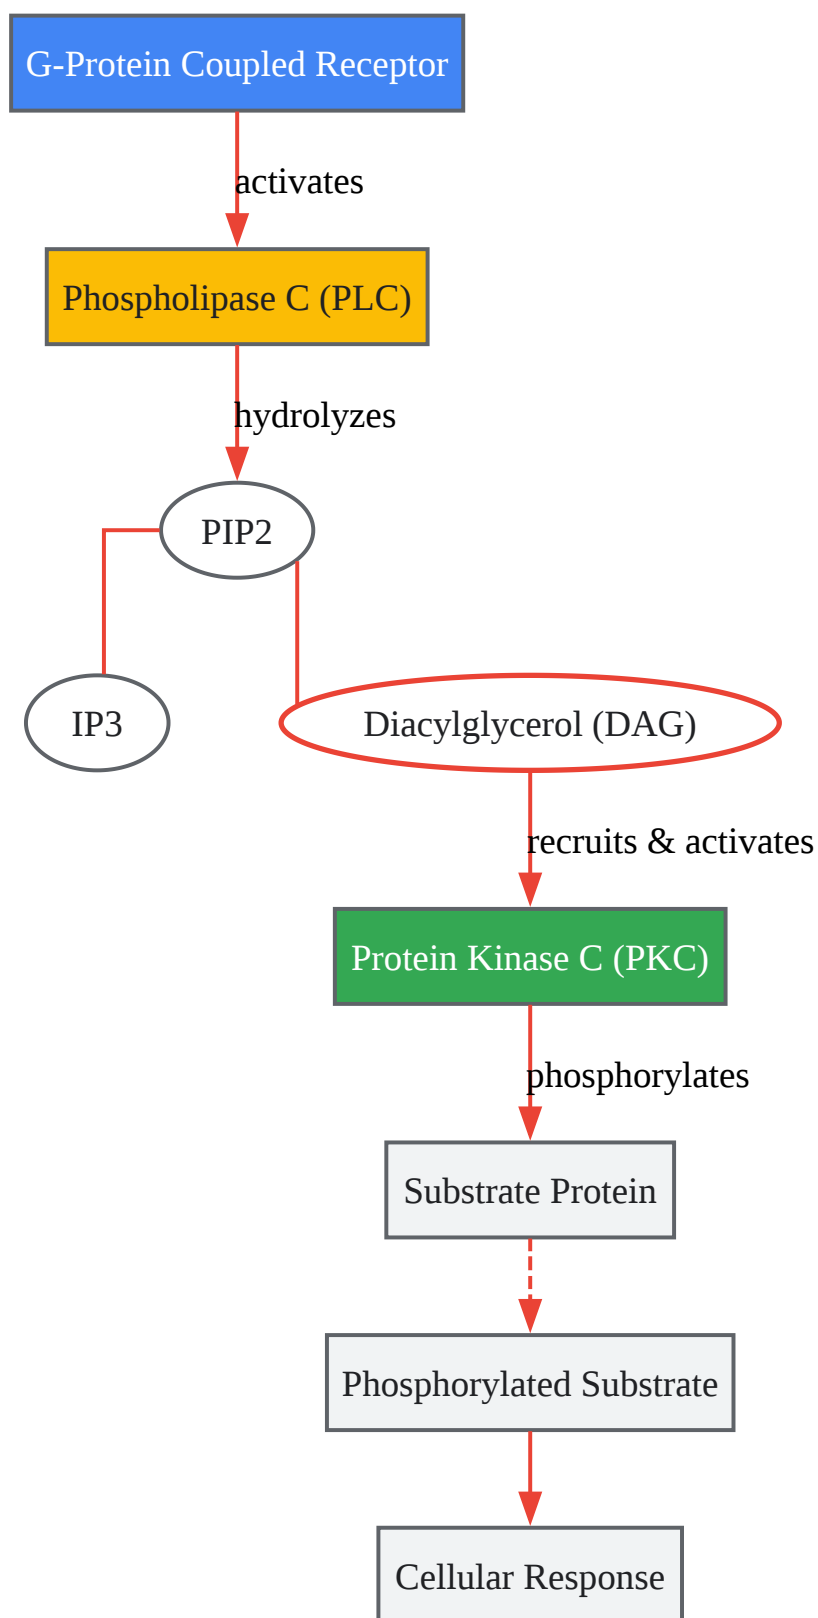 G-Protein Coupled Receptor
activates
Phospholipase C (PLC)
hydrolyzes
PIP2
IP3
Diacylglycerol (DAG)
recruits & activates
Protein Kinase C (PKC)
phosphorylates
Substrate Protein
Phosphorylated Substrate
Cellular Response